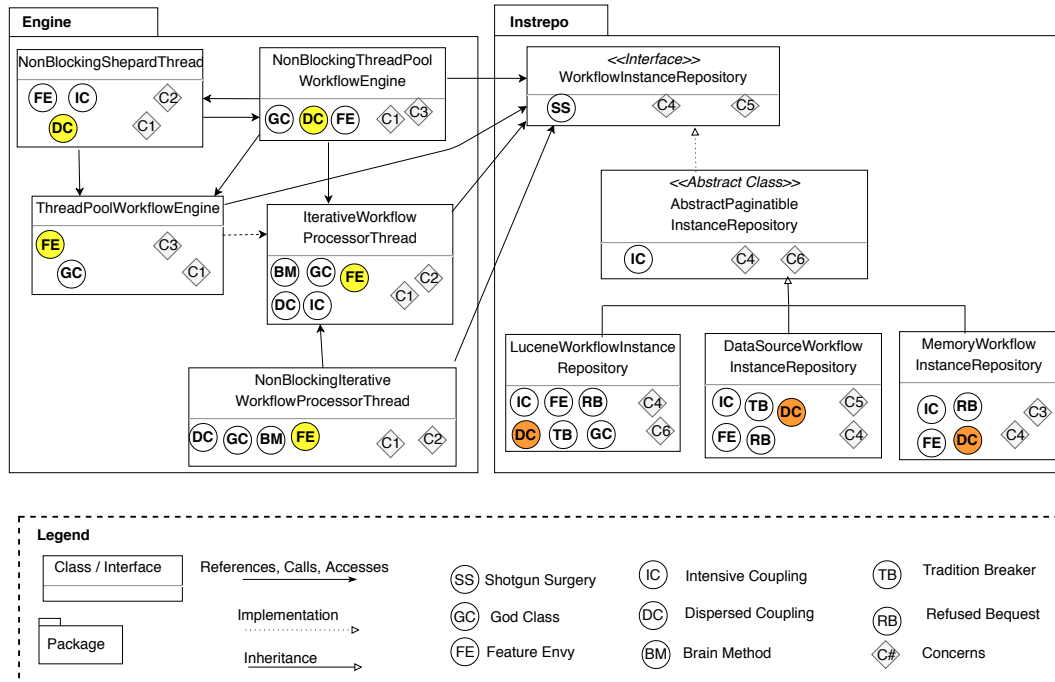 Engine
NonBlockingShepardThread
FE
IC
C2
DC
C1
NonBlockingThreadPool
WorkflowEngine
GC
DC
FE
C1
C3
ThreadPoolWorkflowEngine
FE
C3
GC
C1
IterativeWorkflow
ProcessorThread
BM
GC
FE
C2
C1
DC
IC
NonBlockingIterative
WorkflowProcessorThread
DC
GC
BM
FE
C1
C2
Instrepo
<<Interface>>
WorkflowInstanceRepository
SS
C4
C5
<<Abstract Class>>
AbstractPaginatible
InstanceRepository
IC
C4
C6
LuceneWorkflowInstance
Repository
IC
FE
RB
C4
DC
TB
GC
C6
DataSourceWorkflow
InstanceRepository
IC
TB
DC
C5
FE
RB
C4
MemoryWorkflow
InstanceRepository
IC
RB
C3
FE
DC
C4
Legend
Class / Interface
Package
References, Calls, Accesses
Implementation
Inheritance
SS Shotgun Surgery
GC God Class
FE Feature Envy
IC Intensive Coupling
DC Dispersed Coupling
BM Brain Method
TB Tradition Breaker
RB Refused Bequest
C# Concerns